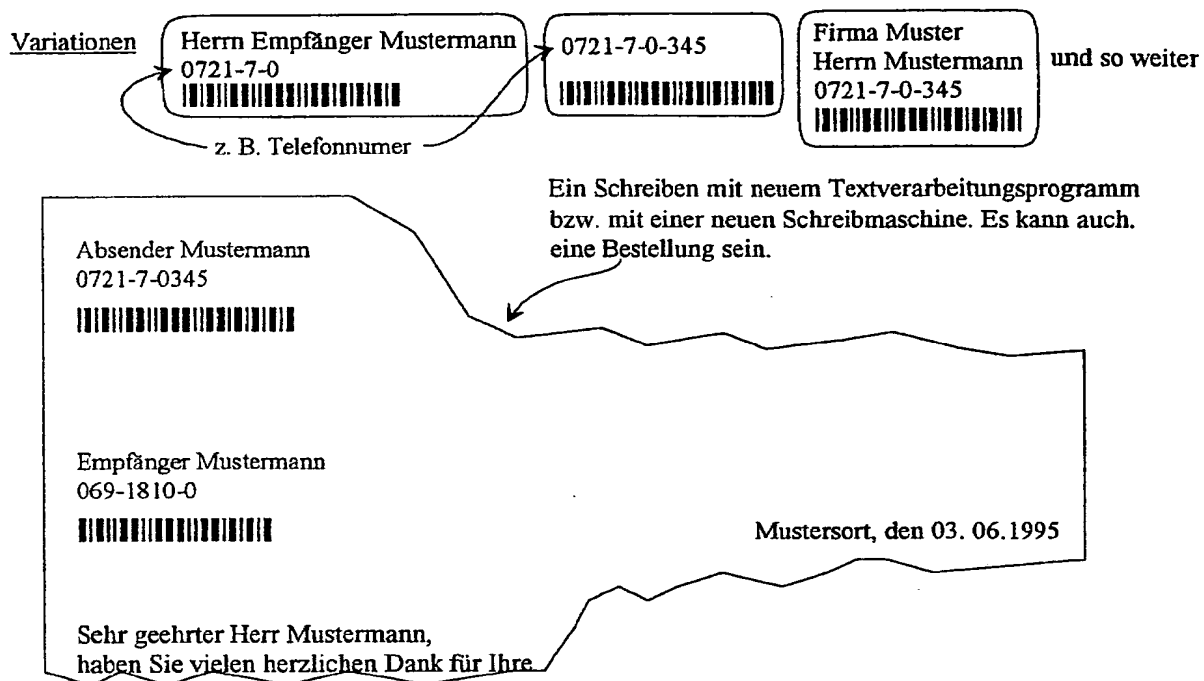 Variationen
Herrn Empfänger Mustermann
0721-7-0
0721-7-0-345
Firma Muster
Herrn Mustermann
0721-7-0-345
und so weiter
z. B. Telefonnumer
Ein Schreiben mit neuem Textverarbeitungsprogramm
bzw. mit einer neuen Schreibmaschine. Es kann auch.
eine Bestellung sein.
Absender Mustermann
0721-7-0345
Empfänger Mustermann
069-1810-0
Mustersort, den 03. 06.1995
Sehr geehrter Herr Mustermann,
haben Sie vielen herzlichen Dank für Ihre